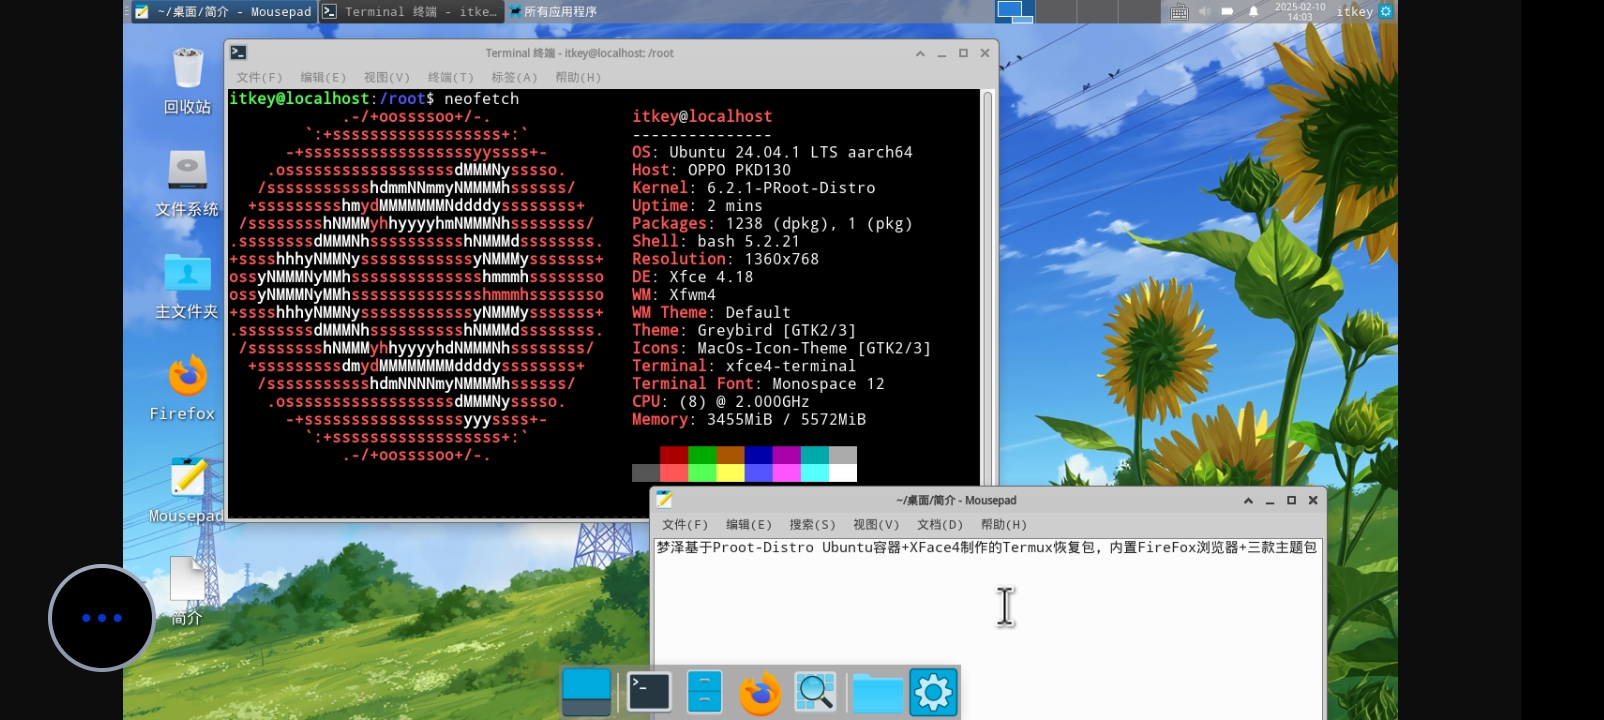 ~/桌面/简介 - Mousepad
Terminal 终端 - itke...
所有应用程序
2025-02-10
14:03
itkey
回收站
文件系统
主文件夹
Firefox
Mousepad
简介
Terminal 终端 - itkey@localhost: /root
文件(F) 编辑(E) 视图(V) 终端(T) 标签(A) 帮助(H)
itkey@localhost:/root$ neofetch
.-/+oossssoo+/-.
`:+ssssssssssssssssss+:`
-+ssssssssssssssssssyyssss+-
.ossssssssssssssssssdMMMNysssso.
/ssssssssssshdmmNNmmyNMMMMhssssss/
+ssssssssshmydMMMMMMMNddddyssssssss+
/sssssssshNMMMyhhyyyyhmNMMMNhssssssss/
.ssssssssdMMMNhsssssssssshNMMMdssssssss.
+sssshhhyNMMNyssssssssssssyNMMMysssssss+
ossyNMMMNyMMhsssssssssssssshmmmhssssssso
ossyNMMMNyMMhsssssssssssssshmmmhssssssso
+sssshhhyNMMNyssssssssssssyNMMMysssssss+
.ssssssssdMMMNhsssssssssshNMMMdssssssss.
/sssssssshNMMMyhhyyyyhdNMMMNhssssssss/
+sssssssssdmydMMMMMMMMddddyssssssss+
/ssssssssssshdmNNNNmyNMMMMhssssss/
.ossssssssssssssssssdMMMNysssso.
-+sssssssssssssssssyyyssss+-
`:+ssssssssssssssssss+:`
.-/+oossssoo+/-.
itkey@localhost
---------------
OS: Ubuntu 24.04.1 LTS aarch64
Host: OPPO PKD130
Kernel: 6.2.1-PRoot-Distro
Uptime: 2 mins
Packages: 1238 (dpkg), 1 (pkg)
Shell: bash 5.2.21
Resolution: 1360x768
DE: Xfce 4.18
WM: Xfwm4
WM Theme: Default
Theme: Greybird [GTK2/3]
Icons: MacOs-Icon-Theme [GTK2/3]
Terminal: xfce4-terminal
Terminal Font: Monospace 12
CPU: (8) @ 2.000GHz
Memory: 3455MiB / 5572MiB
~/桌面/简介 - Mousepad
文件(F) 编辑(E) 搜索(S) 视图(V) 文档(D) 帮助(H)
梦泽基于Proot-Distro Ubuntu容器+XFace4制作的Termux恢复包，内置FireFox浏览器+三款主题包